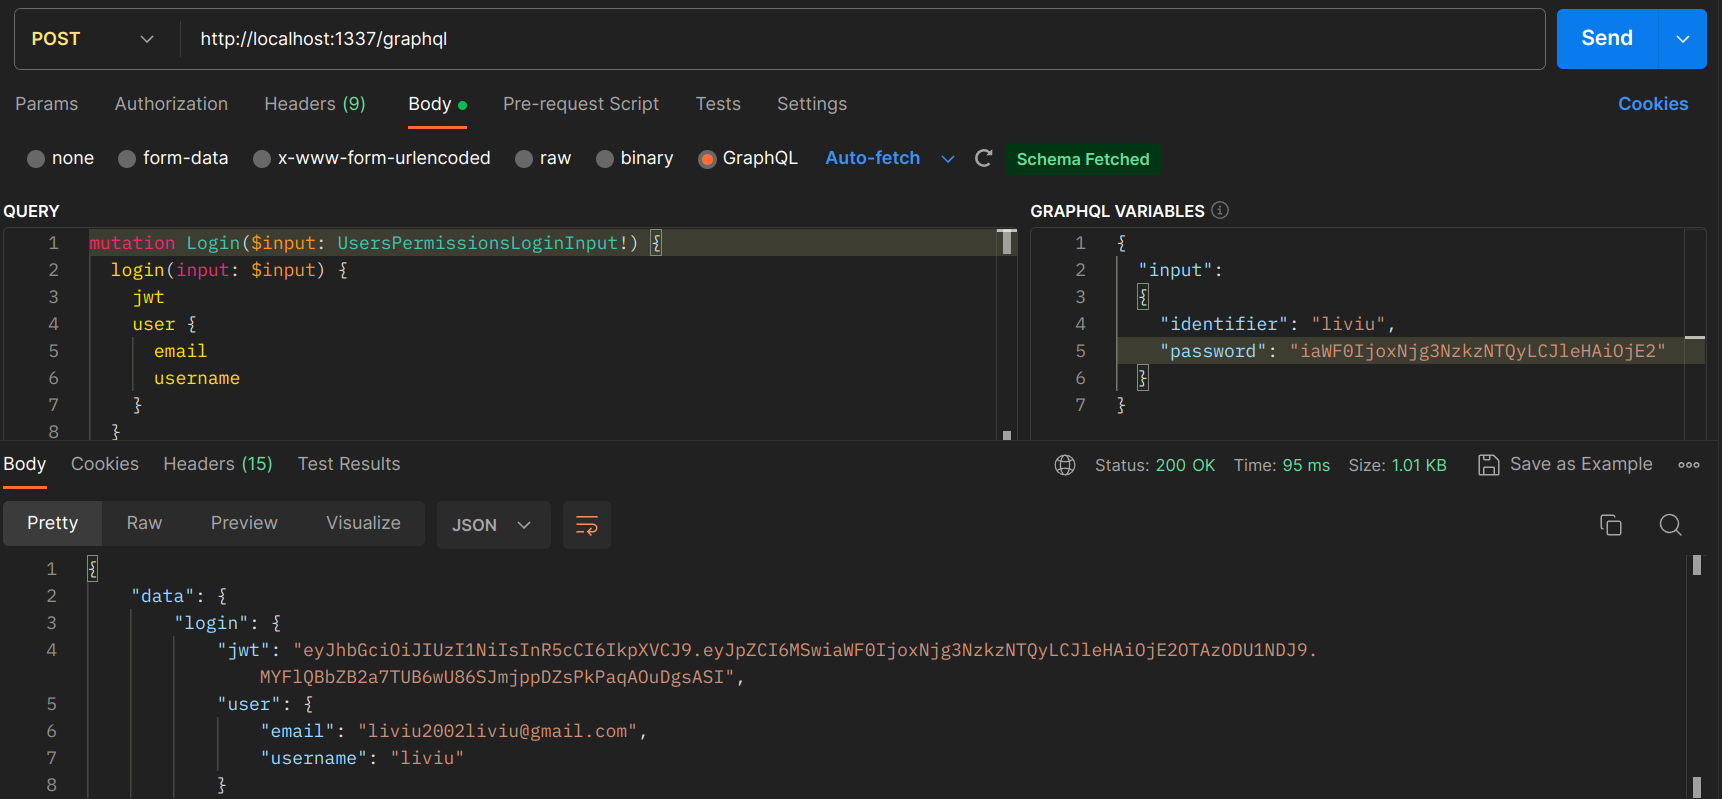 POST http://localhost:1337/graphql Send
Params Authorization Headers (9) Body Pre-request Script Tests Settings Cookies
none form-data x-www-form-urlencoded raw binary GraphQL Auto-fetch Schema Fetched
QUERY
1 mutation Login($input: UsersPermissionsLoginInput!) {
2 login(input: $input) {
3 jwt
4 user {
5 email
6 username
7 }
8 }
GRAPHQL VARIABLES
1 {
2 "input":
3 {
4 "identifier": "liviu",
5 "password": "iaWF0IjoxNjg3NzkzNTQyLCJleHAiOjE2"
6 }
7 }
Body Cookies Headers (15) Test Results Status: 200 OK Time: 95 ms Size: 1.01 KB Save as Example
Pretty Raw Preview Visualize JSON
1 {
2 "data": {
3 "login": {
4 "jwt": "eyJhbGciOiJIUzI1NiIsInR5cCI6IkpXVCJ9.eyJpZCI6MSwiaWF0IjoxNjg3NzkzNTQyLCJleHAiOjE2OTAzODU1NDJ9.
MYFlQBbZB2a7TUB6wU86SJmjppDZsPkPaqAOuDgsASI",
5 "user": {
6 "email": "liviu2002liviu@gmail.com",
7 "username": "liviu"
8 }